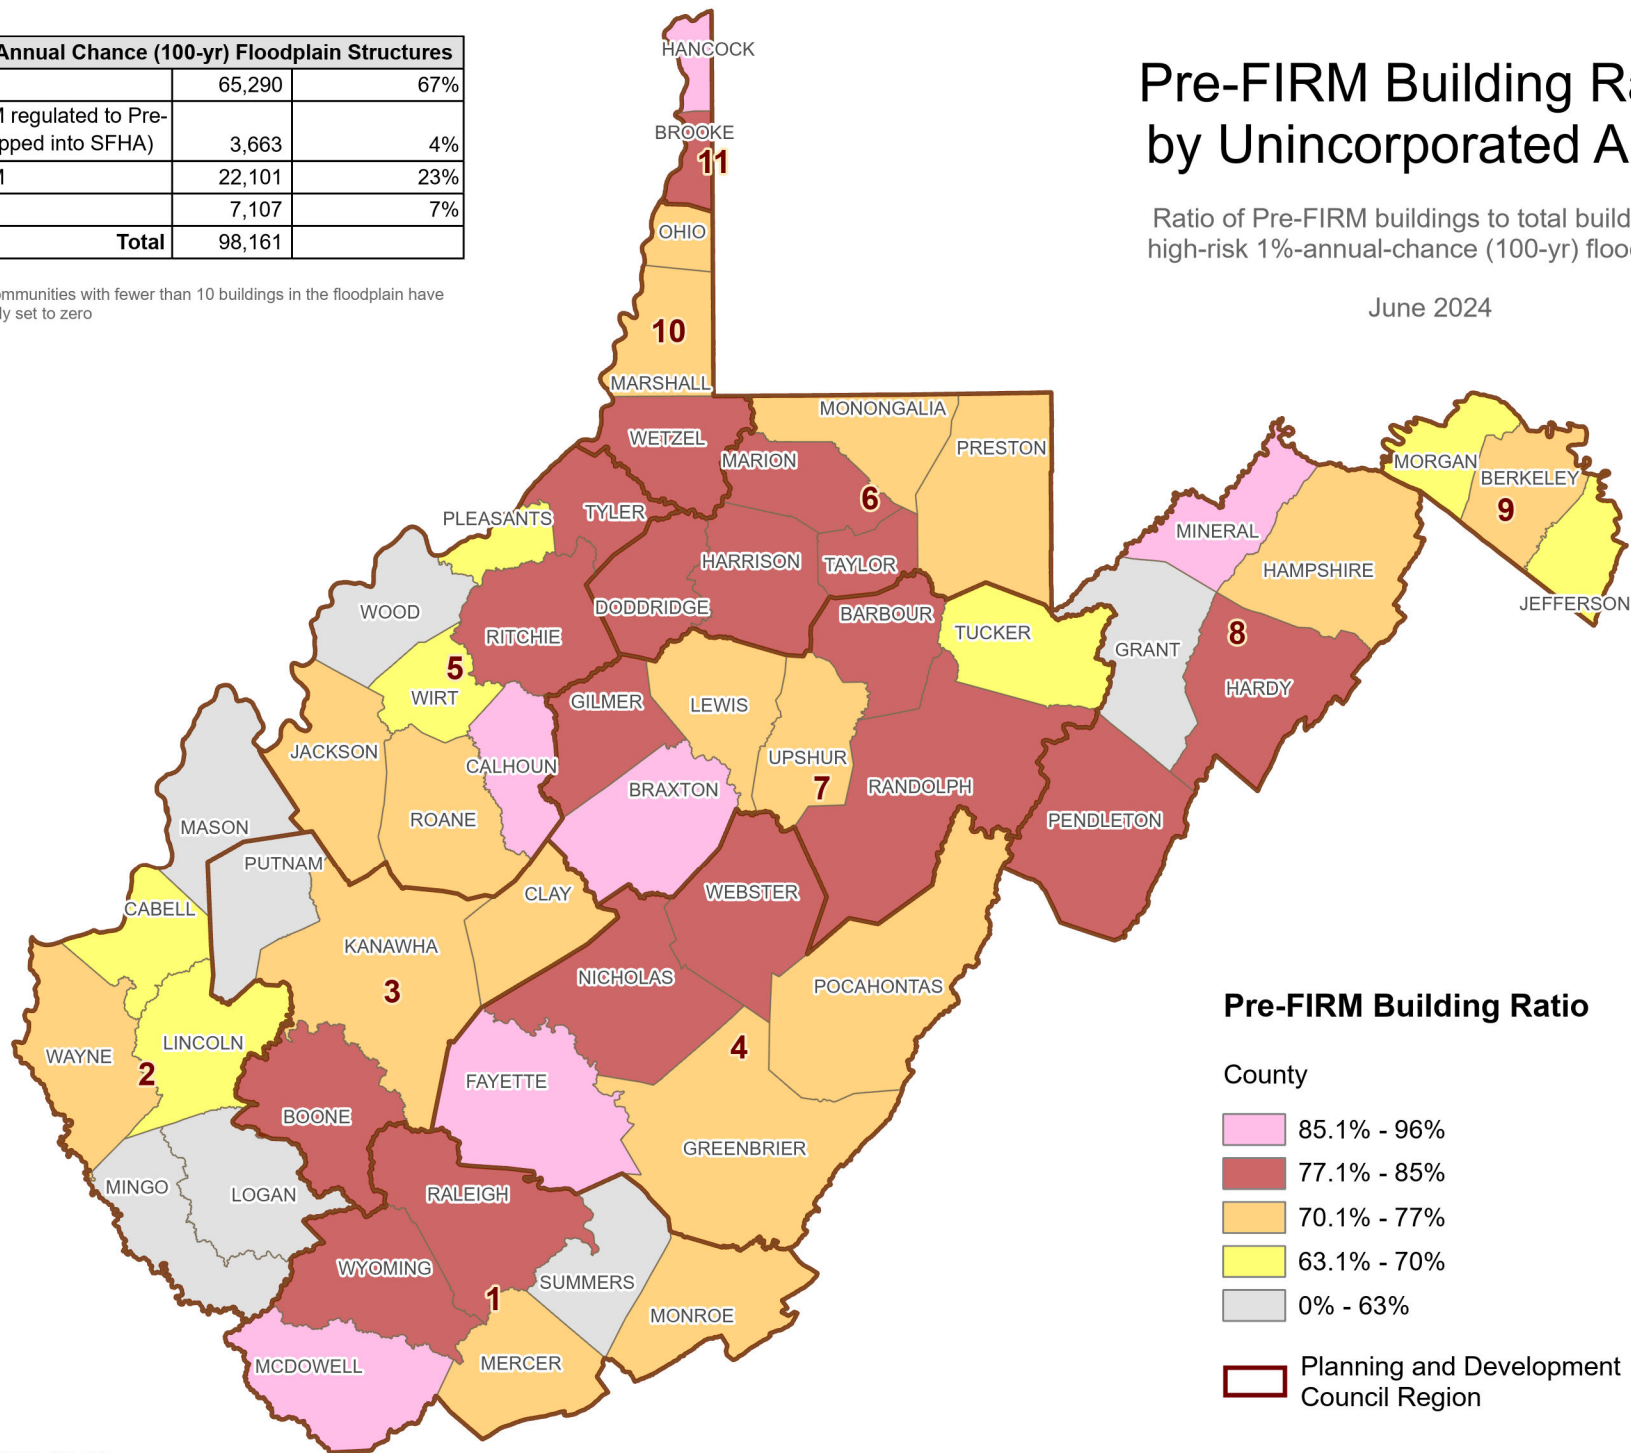 Annual Chance (100-yr) Floodplain Structures
65,290 67%
M regulated to Pre-
pped into SFHA) 3,663 4%
22,101 23%
7,107 7%
Total 98,161
ommunities with fewer than 10 buildings in the floodplain have
ly set to zero
Pre-FIRM Building Ra
by Unincorporated A
Ratio of Pre-FIRM buildings to total build
high-risk 1%-annual-chance (100-yr) floo
June 2024
HANCOCK
BROOKE
11
OHIO
10
MARSHALL
WETZEL
MONONGALIA
PRESTON
MARION
6
TYLER
PLEASANTS
HARRISON
TAYLOR
DODDRIDGE
BARBOUR
TUCKER
WOOD
RITCHIE
5
WIRT
GILMER
LEWIS
UPSHUR
7
RANDOLPH
JACKSON
CALHOUN
BRAXTON
ROANE
MASON
PUTNAM
CLAY
WEBSTER
CABELL
KANAWHA
3
NICHOLAS
POCAHONTAS
WAYNE
2
LINCOLN
4
FAYETTE
BOONE
GREENBRIER
MINGO
LOGAN
RALEIGH
WYOMING
1
SUMMERS
MONROE
MCDOWELL
MERCER
MORGAN
BERKELEY
9
MINERAL
HAMPSHIRE
JEFFERSON
8
GRANT
HARDY
PENDLETON
Pre-FIRM Building Ratio
County
85.1% - 96%
77.1% - 85%
70.1% - 77%
63.1% - 70%
0% - 63%
Planning and Development
Council Region